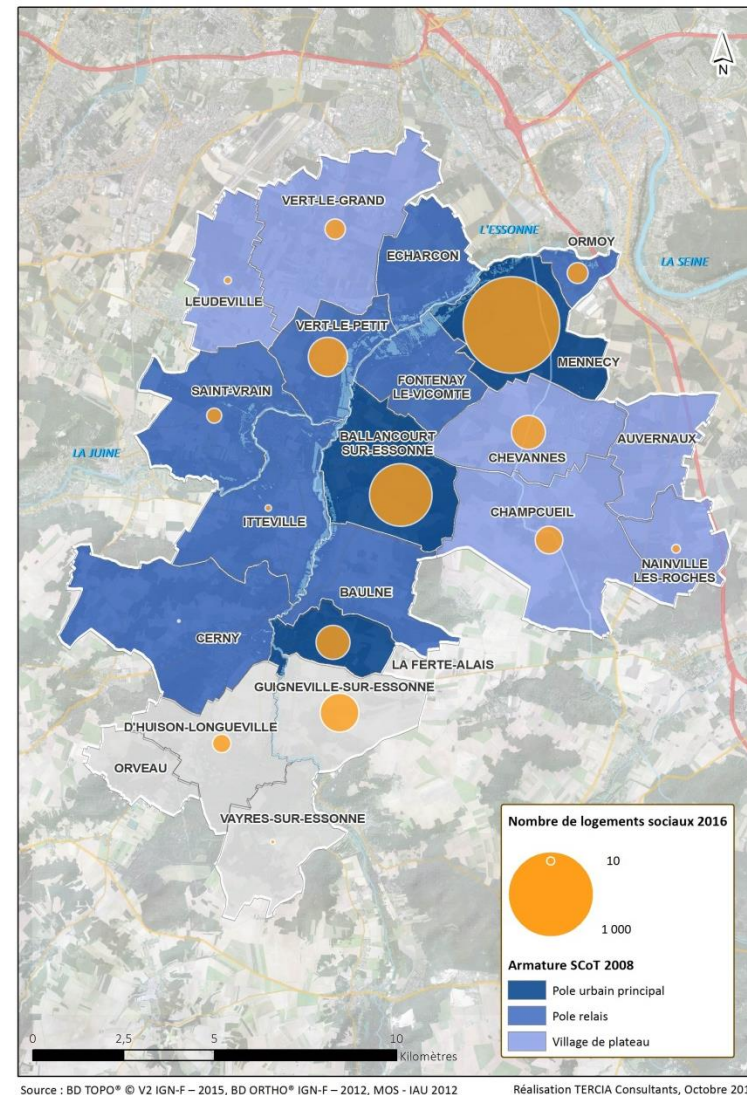 N
VERT-LE-GRAND
L'ESSONNE
ORMOY
ECHARCON
LA SEINE
LEUDEVILLE
VERT-LE-PETIT
MENNECY
FONTENAY
LE-VICOMTE
SAINT-VRAIN
BALLANCOURT
SUR-ESSONNE
AUVERNAUX
CHEVANNES
LA JUINE
CHAMPCUEIL
ITTEVILLE
NAINVILLE
LES-ROCHES
BAULNE
CERNY
LA FERTE-ALAIS
GUIGNEVILLE-SUR-ESSONNE
D'HUISON-LONGUEVILLE
ORVEAU
VAYRES-SUR-ESSONNE
Nombre de logements sociaux 2016
10
1 000
Armature SCoT 2008
Pole urbain principal
Pole relais
Village de plateau
0
2,5
5
10
Kilomètres
Source : BD TOPO® © V2 IGN-F – 2015, BD ORTHO® IGN-F – 2012, MOS - IAU 2012
Réalisation TERCIA Consultants, Octobre 201